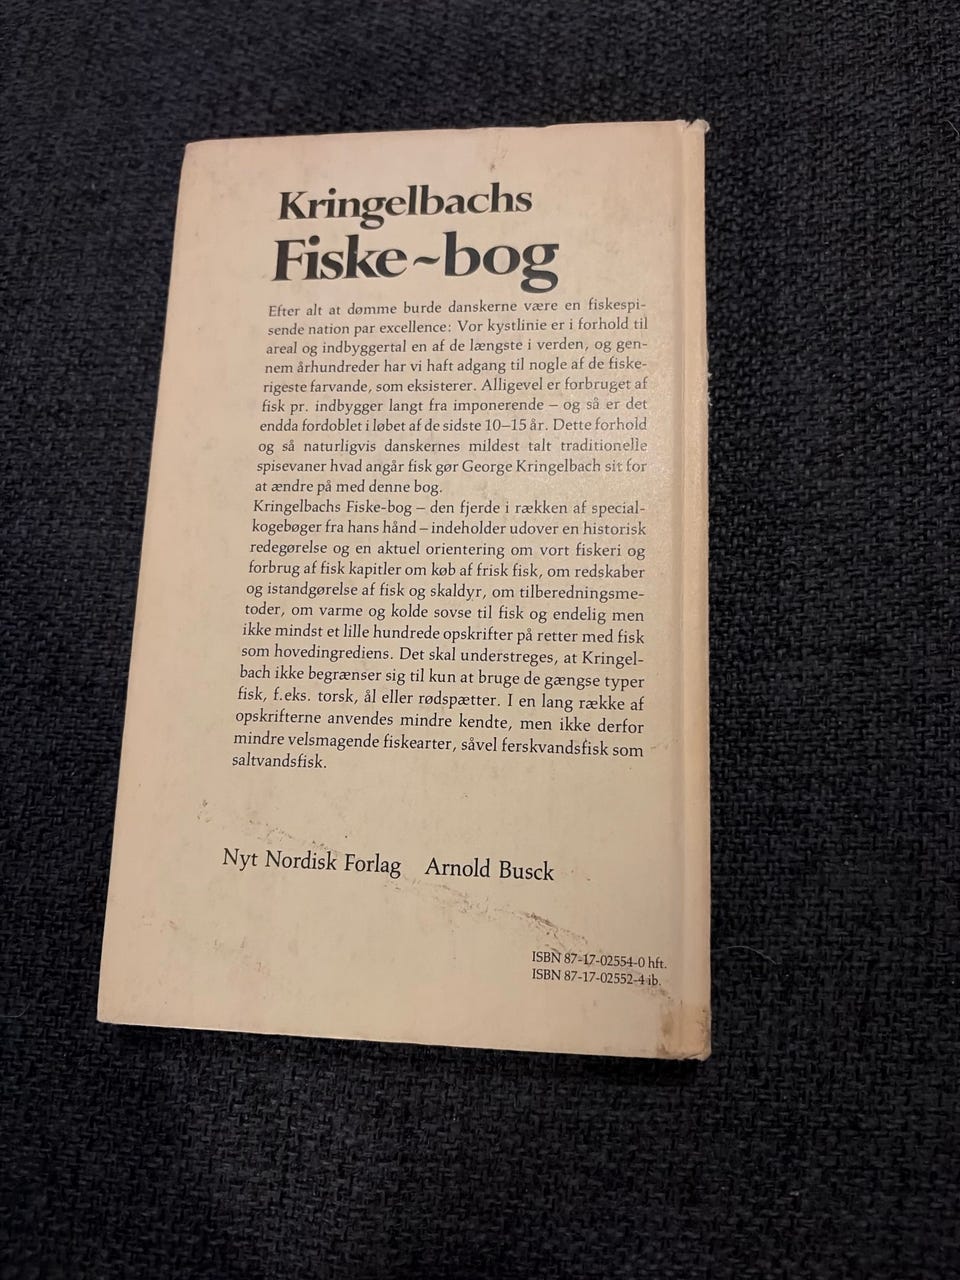 Kringelbachs
Fiske~bog
Efter alt at dømme burde danskerne være en fiskespi-
sende nation par excellence: Vor kystlinie er i forhold til
areal og indbyggertal en af de længste i verden, og gen-
nem århundreder har vi haft adgang til nogle af de fiske-
rigeste farvande, som eksisterer. Alligevel er forbruget af
fisk pr. indbygger langt fra imponerende – og så er det
endda fordoblet i løbet af de sidste 10–15 år. Dette forhold
og så naturligvis danskernes mildest talt traditionelle
spisevaner hvad angår fisk gør George Kringelbach sit for
at ændre på med denne bog.
Kringelbachs Fiske-bog – den fjerde i rækken af special-
kogebøger fra hans hånd – indeholder udover en historisk
redegørelse og en aktuel orientering om vort fiskeri og
forbrug af fisk kapitler om køb af frisk fisk, om redskaber
og istandgørelse af fisk og skaldyr, om tilberedningsme-
toder, om varme og kolde sovse til fisk og endelig men
ikke mindst et lille hundrede opskrifter på retter med fisk
som hovedingrediens. Det skal understreges, at Kringel-
bach ikke begrænser sig til kun at bruge de gængse typer
fisk, f.eks. torsk, ål eller rødspætter. I en lang række af
opskrifterne anvendes mindre kendte, men ikke derfor
mindre velsmagende fiskearter, såvel ferskvandsfisk som
saltvandsfisk.
Nyt Nordisk Forlag Arnold Busck
ISBN 87-17-02554-0 hft.
ISBN 87-17-02552-4 ib.